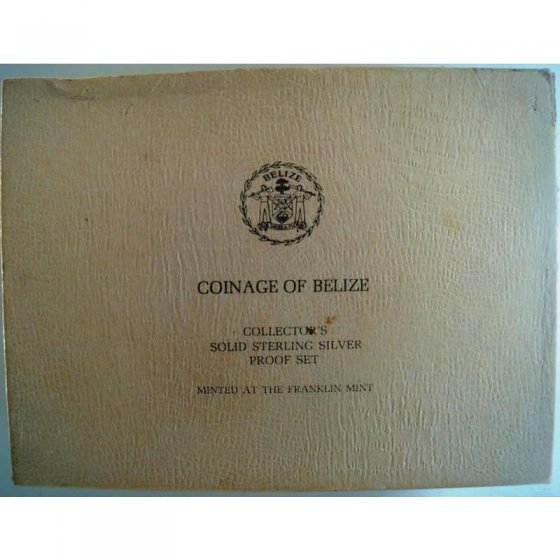 BELIZE
COINAGE OF BELIZE
COLLECTOR'S
SOLID STERLING SILVER
PROOF SET
MINTED AT THE FRANKLIN MINT